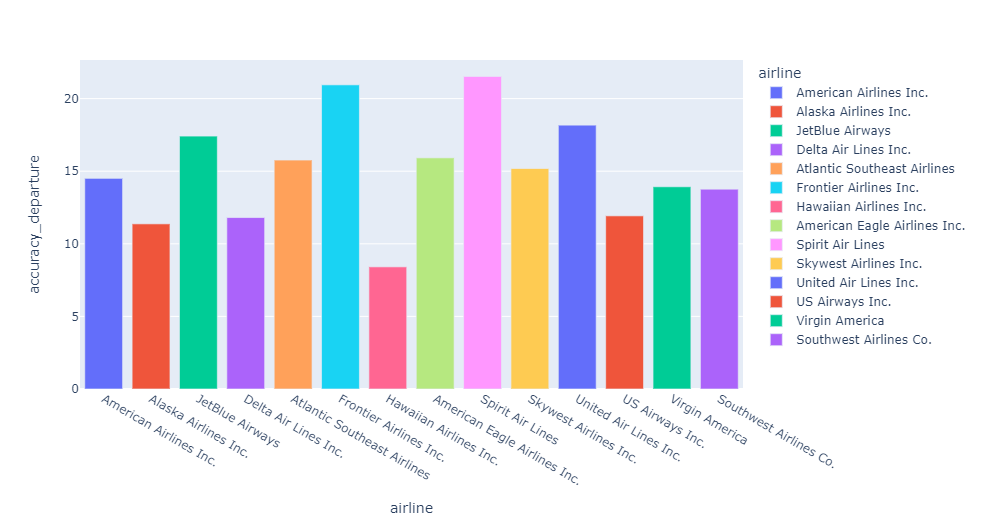 accuracy_departure
20
15
10
5
0
American Airlines Inc.
Alaska Airlines Inc.
JetBlue Airways
Delta Air Lines Inc.
Atlantic Southeast Airlines
Frontier Airlines Inc.
Hawaiian Airlines Inc.
American Eagle Airlines Inc.
Spirit Air Lines
Skywest Airlines Inc.
United Air Lines Inc.
US Airways Inc.
Virgin America
Southwest Airlines Co.
airline
airline
American Airlines Inc.
Alaska Airlines Inc.
JetBlue Airways
Delta Air Lines Inc.
Atlantic Southeast Airlines
Frontier Airlines Inc.
Hawaiian Airlines Inc.
American Eagle Airlines Inc.
Spirit Air Lines
Skywest Airlines Inc.
United Air Lines Inc.
US Airways Inc.
Virgin America
Southwest Airlines Co.